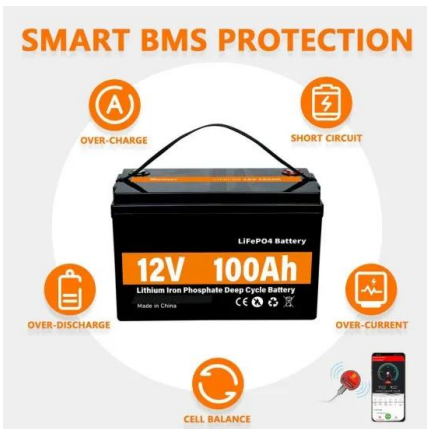 SMART BMS PROTECTION
OVER-CHARGE
SHORT CIRCUIT
LiFePO4 Battery
12V 100Ah
Lithium Iron Phosphate Deep Cycle Battery
Made in China
OVER-DISCHARGE
OVER-CURRENT
CELL BALANCE